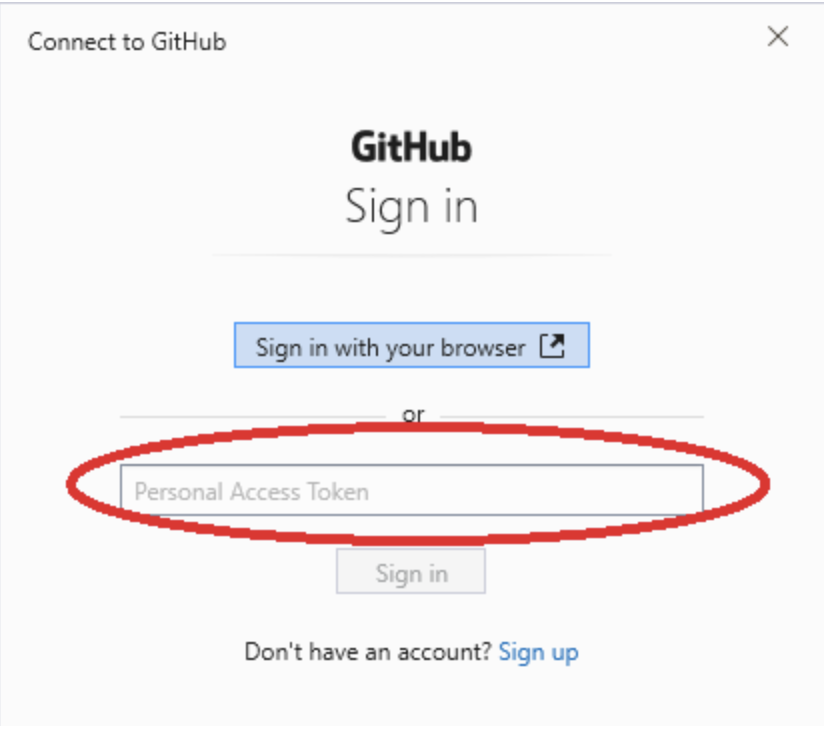 Connect to GitHub
GitHub
Sign in
Sign in with your browser
or
Personal Access Token
Sign in
Don't have an account? Sign up